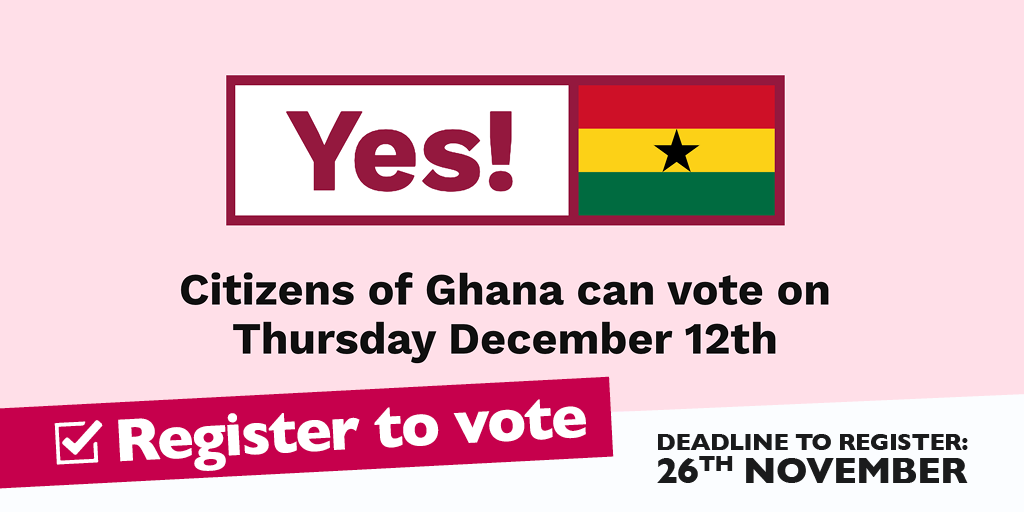 Yes!
Citizens of Ghana can vote on
Thursday December 12th
Register to vote
DEADLINE TO REGISTER:
26TH NOVEMBER